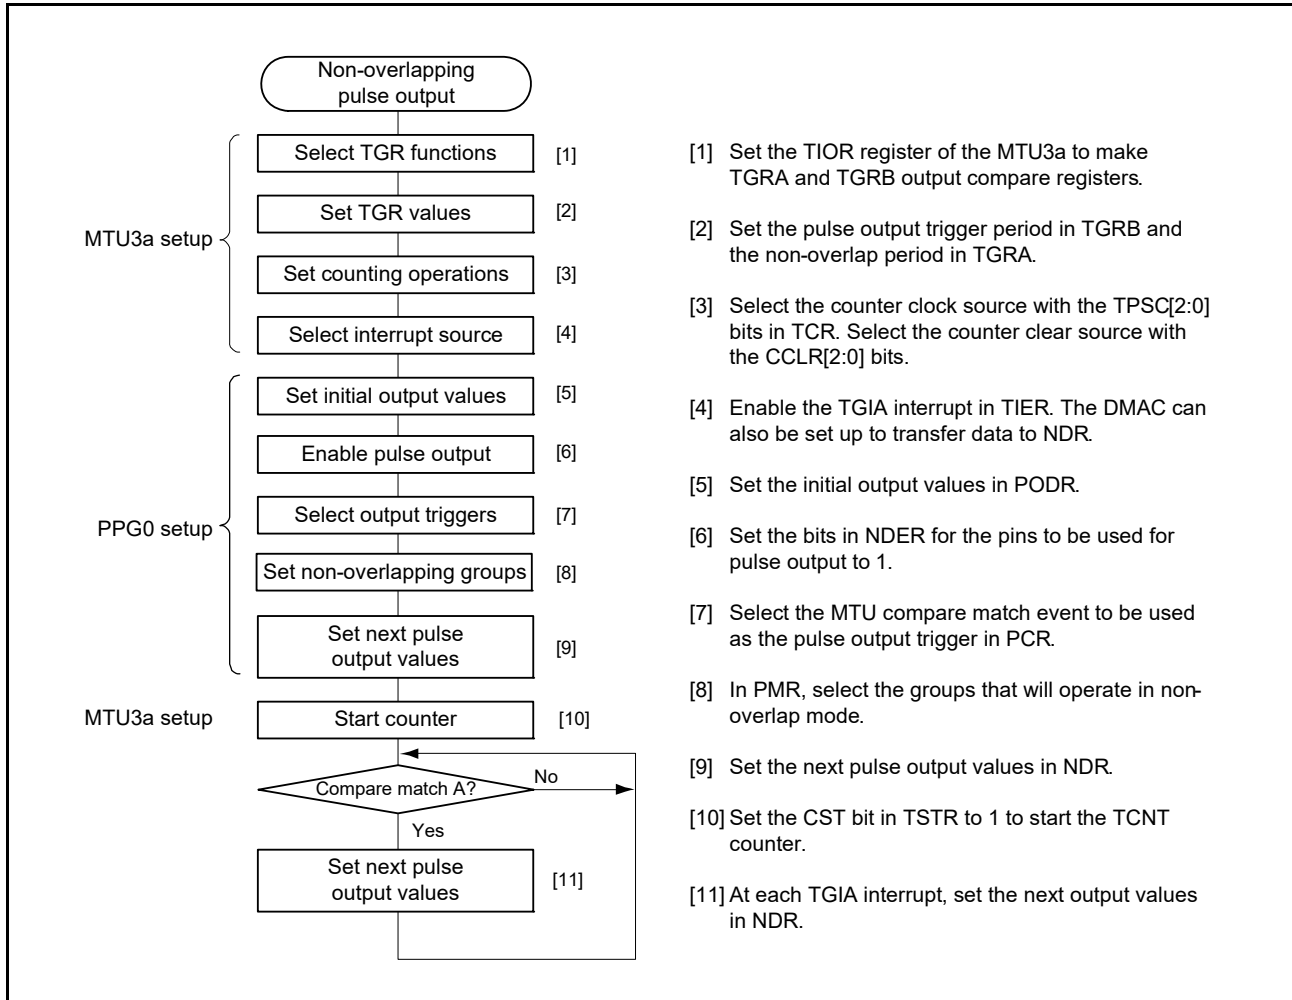 Non-overlapping
pulse output
MTU3a setup
Select TGR functions [1]
Set TGR values [2]
Set counting operations [3]
Select interrupt source [4]
PPG0 setup
Set initial output values [5]
Enable pulse output [6]
Select output triggers [7]
Set non-overlapping groups [8]
Set next pulse
output values [9]
MTU3a setup
Start counter [10]
Compare match A? No
Yes
Set next pulse
output values [11]
[1] Set the TIOR register of the MTU3a to make
TGRA and TGRB output compare registers.
[2] Set the pulse output trigger period in TGRB and
the non-overlap period in TGRA.
[3] Select the counter clock source with the TPSC[2:0]
bits in TCR. Select the counter clear source with
the CCLR[2:0] bits.
[4] Enable the TGIA interrupt in TIER. The DMAC can
also be set up to transfer data to NDR.
[5] Set the initial output values in PODR.
[6] Set the bits in NDER for the pins to be used for
pulse output to 1.
[7] Select the MTU compare match event to be used
as the pulse output trigger in PCR.
[8] In PMR, select the groups that will operate in non-
overlap mode.
[9] Set the next pulse output values in NDR.
[10] Set the CST bit in TSTR to 1 to start the TCNT
counter.
[11] At each TGIA interrupt, set the next output values
in NDR.